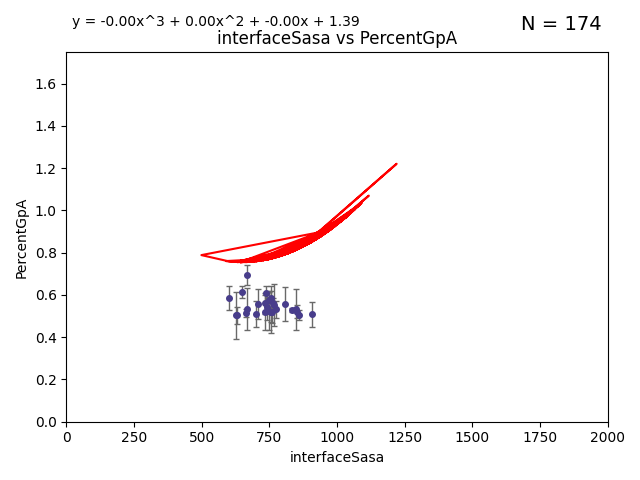 y = -0.00x^3 + 0.00x^2 + -0.00x + 1.39
N = 174
interfaceSasa vs PercentGpA
PercentGpA
1.6
1.4
1.2
1.0
0.8
0.6
0.4
0.2
0.0
0 250 500 750 1000 1250 1500 1750 2000
interfaceSasa